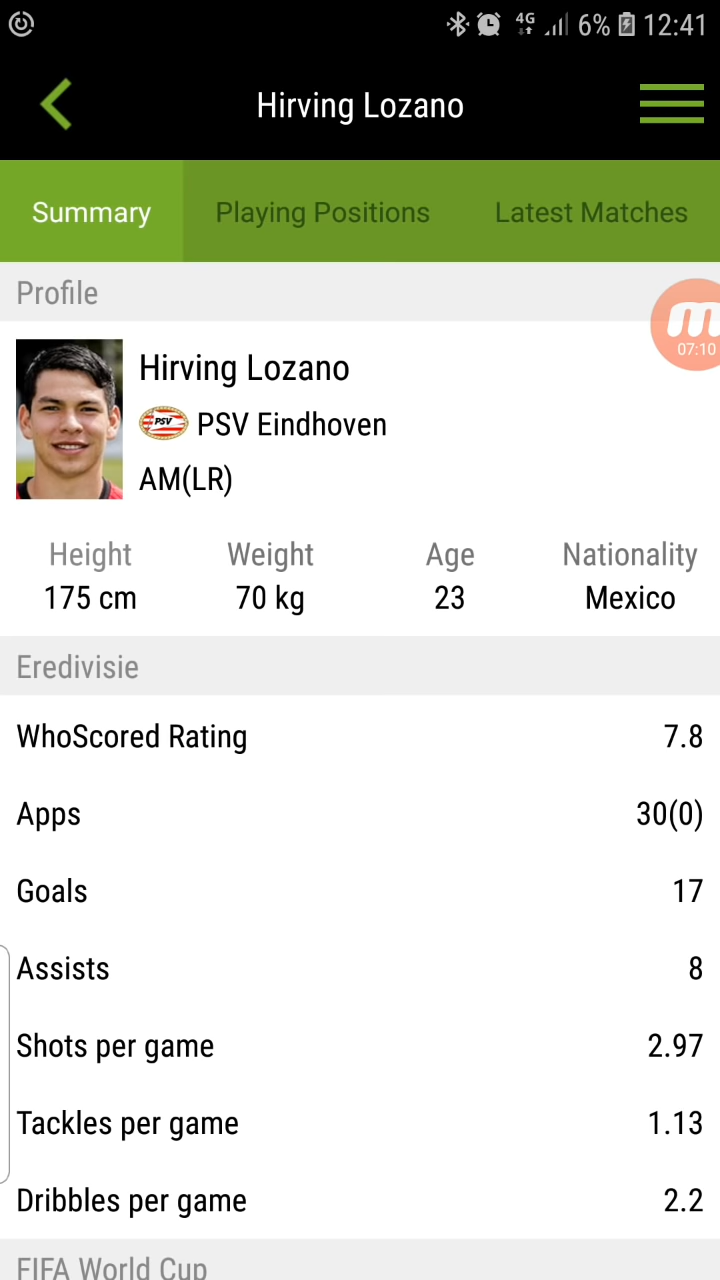 4G 6% 12:41
Hirving Lozano
Summary Playing Positions Latest Matches
Profile
07:10
Hirving Lozano
PSV PSV Eindhoven
AM(LR)
Height Weight Age Nationality
175 cm 70 kg 23 Mexico
Eredivisie
WhoScored Rating 7.8
Apps 30(0)
Goals 17
Assists 8
Shots per game 2.97
Tackles per game 1.13
Dribbles per game 2.2
FIFA World Cup